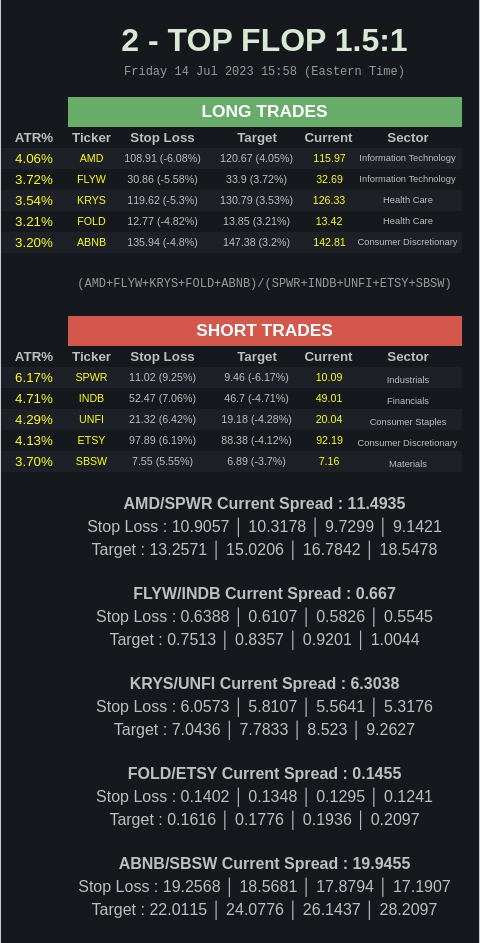 2 - TOP FLOP 1.5:1
Friday 14 Jul 2023 15:58 (Eastern Time)
LONG TRADES
ATR% Ticker Stop Loss Target Current Sector
4.06% AMD 108.91 (-6.08%) 120.67 (4.05%) 115.97 Information Technology
3.72% FLYW 30.86 (-5.58%) 33.9 (3.72%) 32.69 Information Technology
3.54% KRYS 119.62 (-5.3%) 130.79 (3.53%) 126.33 Health Care
3.21% FOLD 12.77 (-4.82%) 13.85 (3.21%) 13.42 Health Care
3.20% ABNB 135.94 (-4.8%) 147.38 (3.2%) 142.81 Consumer Discretionary
(AMD+FLYW+KRYS+FOLD+ABNB)/(SPWR+INDB+UNFI+ETSY+SBSW)
SHORT TRADES
ATR% Ticker Stop Loss Target Current Sector
6.17% SPWR 11.02 (9.25%) 9.46 (-6.17%) 10.09 Industrials
4.71% INDB 52.47 (7.06%) 46.7 (-4.71%) 49.01 Financials
4.29% UNFI 21.32 (6.42%) 19.18 (-4.28%) 20.04 Consumer Staples
4.13% ETSY 97.89 (6.19%) 88.38 (-4.12%) 92.19 Consumer Discretionary
3.70% SBSW 7.55 (5.55%) 6.89 (-3.7%) 7.16 Materials
AMD/SPWR Current Spread : 11.4935
Stop Loss : 10.9057 │ 10.3178 │ 9.7299 │ 9.1421
Target : 13.2571 │ 15.0206 │ 16.7842 │ 18.5478
FLYW/INDB Current Spread : 0.667
Stop Loss : 0.6388 │ 0.6107 │ 0.5826 │ 0.5545
Target : 0.7513 │ 0.8357 │ 0.9201 │ 1.0044
KRYS/UNFI Current Spread : 6.3038
Stop Loss : 6.0573 │ 5.8107 │ 5.5641 │ 5.3176
Target : 7.0436 │ 7.7833 │ 8.523 │ 9.2627
FOLD/ETSY Current Spread : 0.1455
Stop Loss : 0.1402 │ 0.1348 │ 0.1295 │ 0.1241
Target : 0.1616 │ 0.1776 │ 0.1936 │ 0.2097
ABNB/SBSW Current Spread : 19.9455
Stop Loss : 19.2568 │ 18.5681 │ 17.8794 │ 17.1907
Target : 22.0115 │ 24.0776 │ 26.1437 │ 28.2097